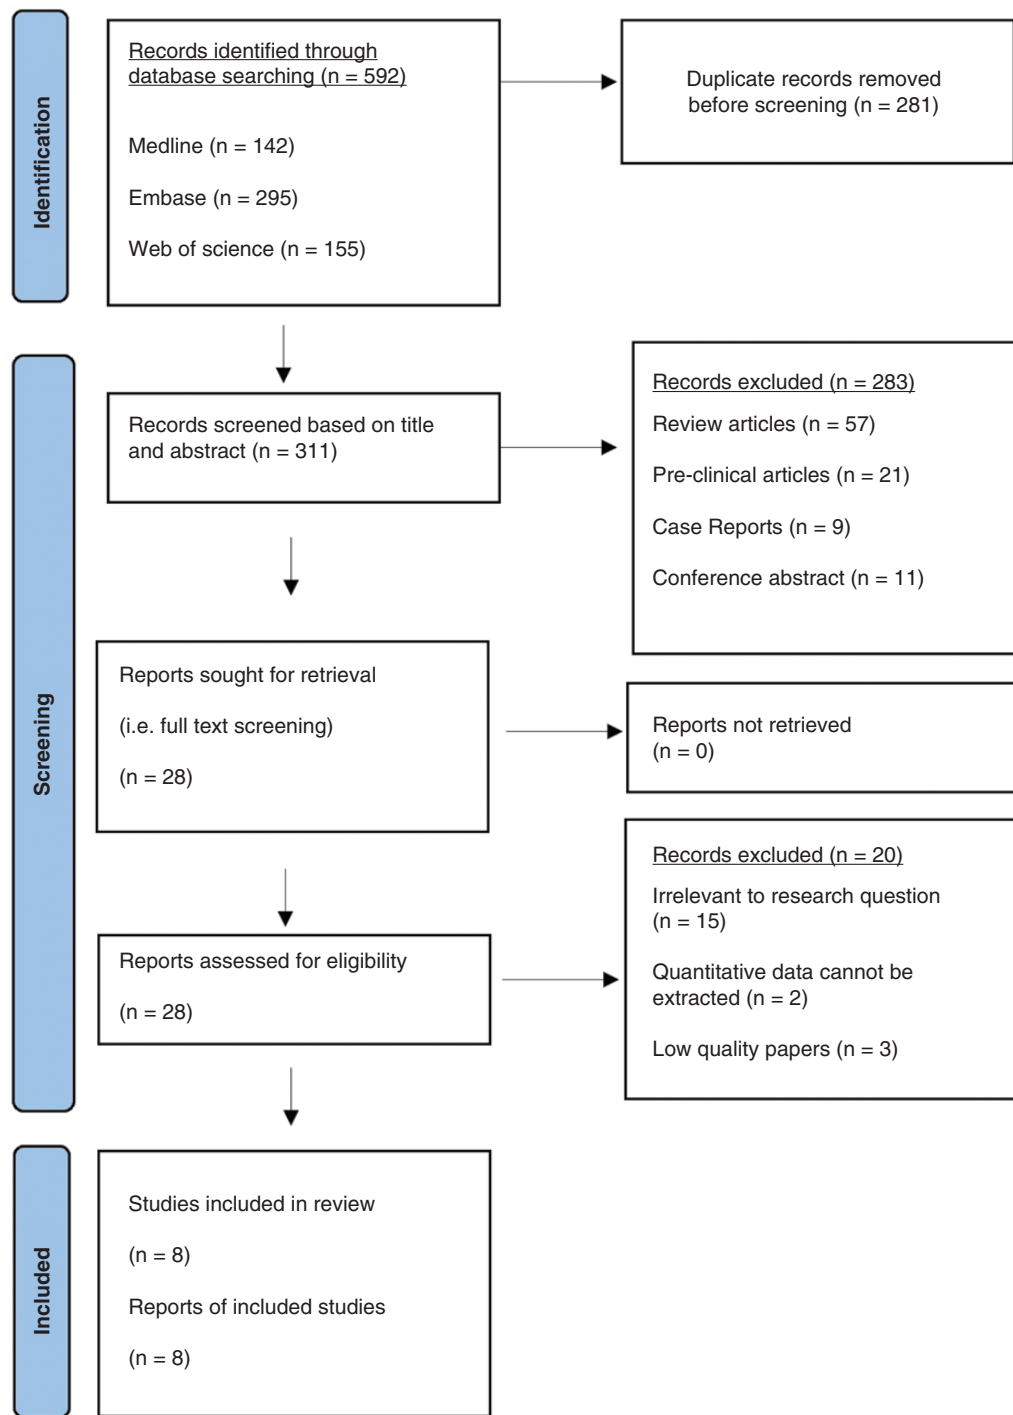 Identification
Records identified through
database searching (n = 592)
Medline (n = 142)
Embase (n = 295)
Web of science (n = 155)
Duplicate records removed
before screening (n = 281)
Screening
Records screened based on title
and abstract (n = 311)
Records excluded (n = 283)
Review articles (n = 57)
Pre-clinical articles (n = 21)
Case Reports (n = 9)
Conference abstract (n = 11)
Reports sought for retrieval
(i.e. full text screening)
(n = 28)
Reports not retrieved
(n = 0)
Reports assessed for eligibility
(n = 28)
Records excluded (n = 20)
Irrelevant to research question
(n = 15)
Quantitative data cannot be
extracted (n = 2)
Low quality papers (n = 3)
Included
Studies included in review
(n = 8)
Reports of included studies
(n = 8)